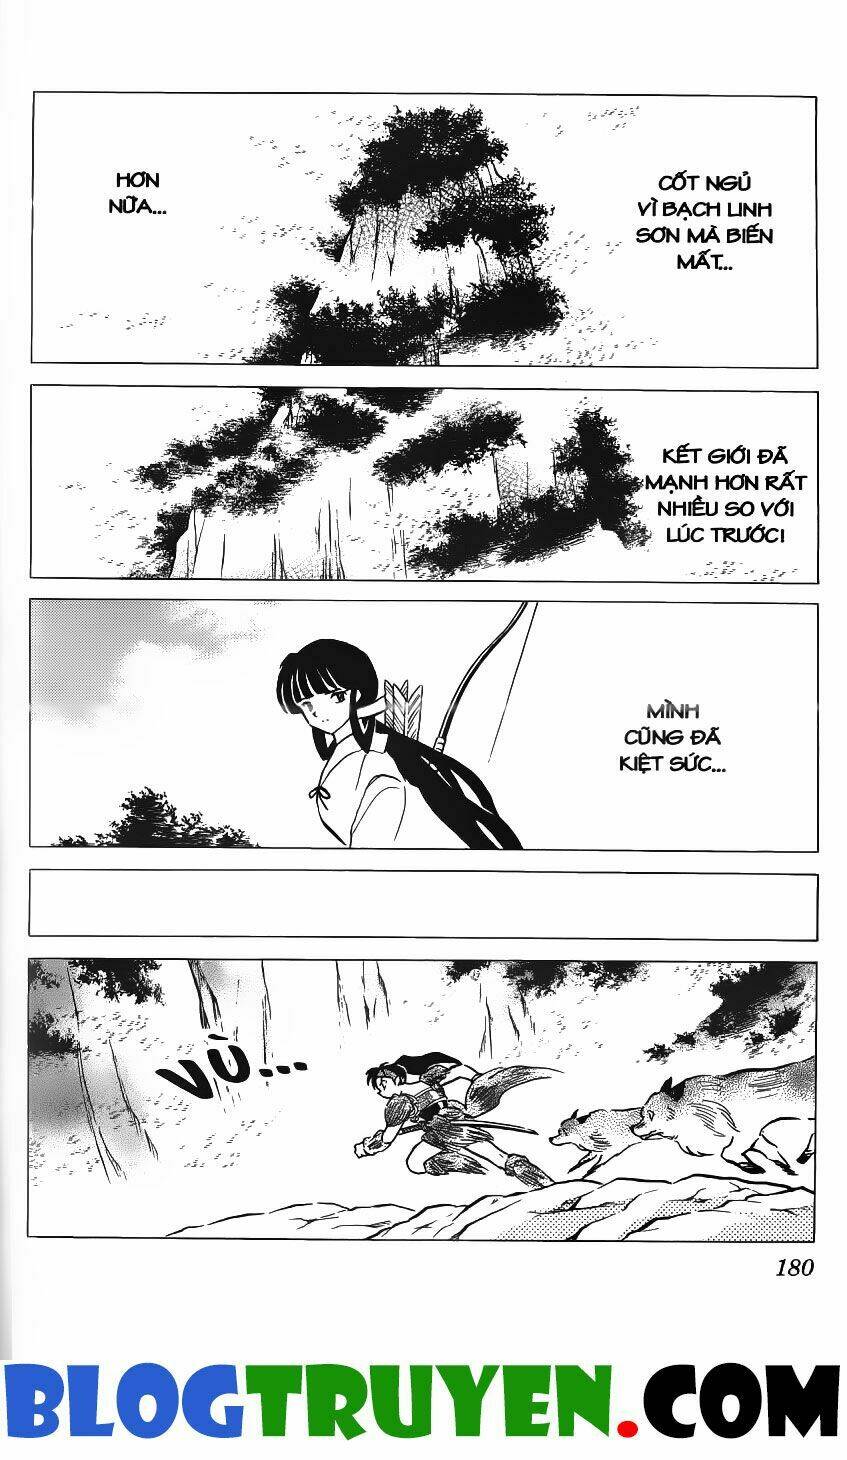 CỐT NGỦ
VÌ BẠCH LINH
SƠN MÀ BIẾN
MẤT...
HƠN
NỮA...
KẾT GIỚI ĐÃ
MẠNH HƠN RẤT
NHIỀU SO VỚI
LÚC TRƯỚC!
MÌNH
CŨNG ĐÃ
KIỆT SỨC...
VÙ...
180
BLOGTRUYEN.COM